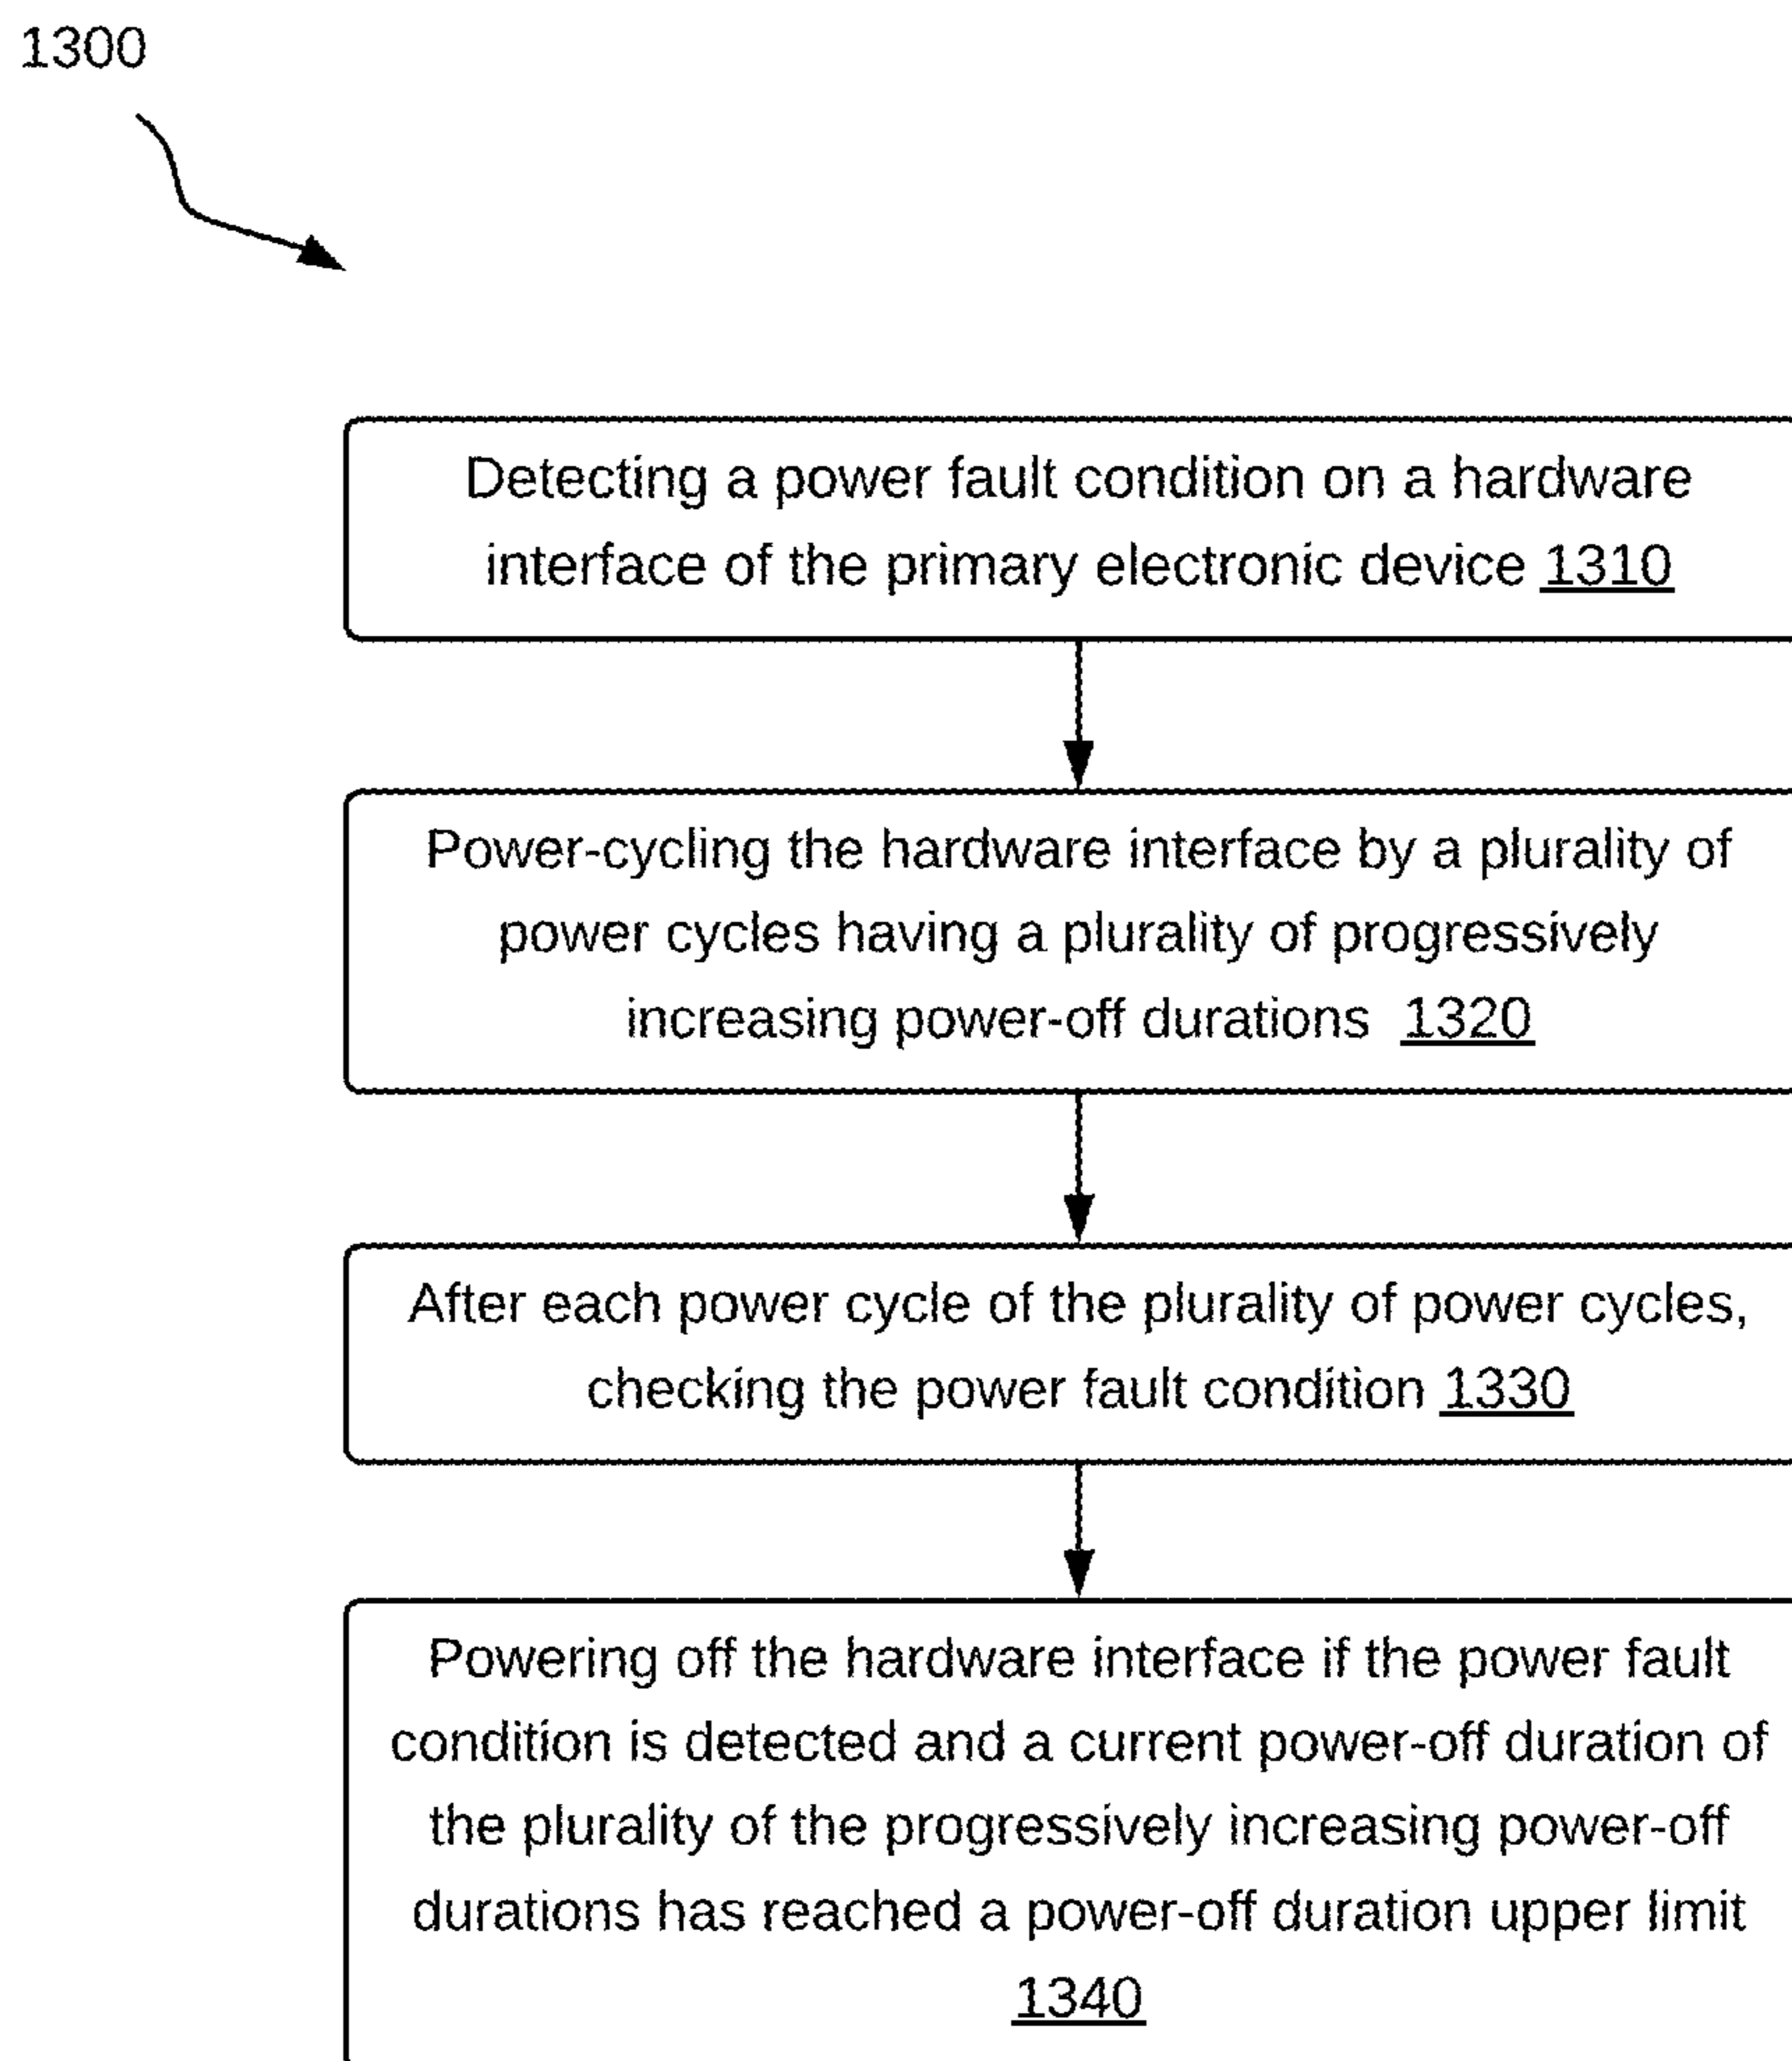 1300
Detecting a power fault condition on a hardware
interface of the primary electronic device 1310
Power-cycling the hardware interface by a plurality of
power cycles having a plurality of progressively
increasing power-off durations 1320
After each power cycle of the plurality of power cycles,
checking the power fault condition 1330
Powering off the hardware interface if the power fault
condition is detected and a current power-off duration of
the plurality of the progressively increasing power-off
durations has reached a power-off duration upper limit
1340